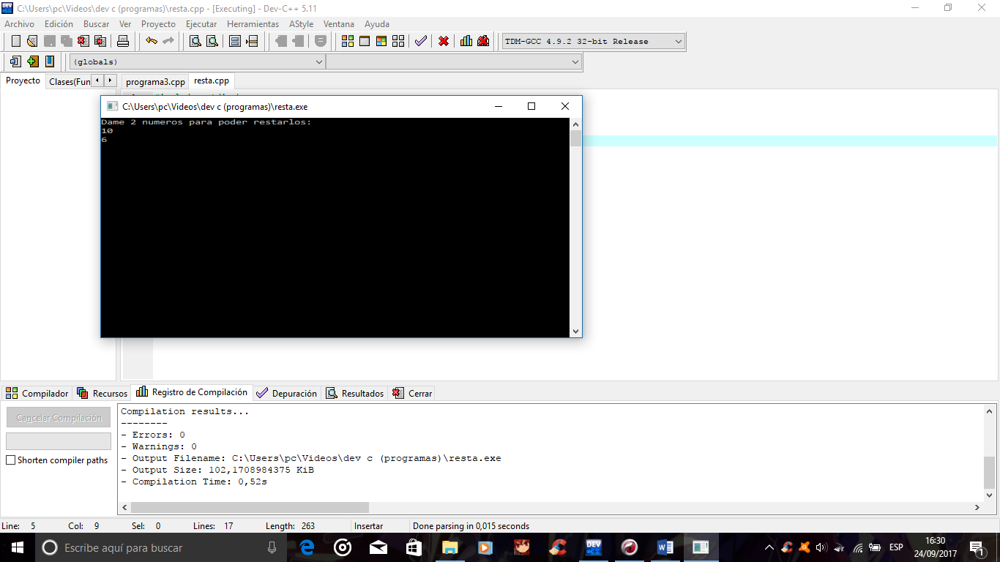 C:\Users\pc\Videos\dev c (programas)\resta.cpp - [Executing] - Dev-C++ 5.11
Archivo Edición Buscar Ver Proyecto Ejecutar Herramientas AStyle Ventana Ayuda
TDM-GCC 4.9.2 32-bit Release
(globals)
Proyecto Clases(Fun programa3.cpp resta.cpp
C:\Users\pc\Videos\dev c (programas)\resta.exe
Dame 2 numeros para poder restarlos:
10
6
Compilador Recursos Registro de Compilación Depuración Resultados Cerrar
Cancelar Compilación
Shorten compiler paths
Compilation results...
--------
- Errors: 0
- Warnings: 0
- Output Filename: C:\Users\pc\Videos\dev c (programas)\resta.exe
- Output Size: 102,1708984375 KiB
- Compilation Time: 0,52s
Line: 5 Col: 9 Sel: 0 Lines: 17 Length: 263 Insertar Done parsing in 0,015 seconds
Escribe aquí para buscar
DEV
ESP
16:30
24/09/2017
1